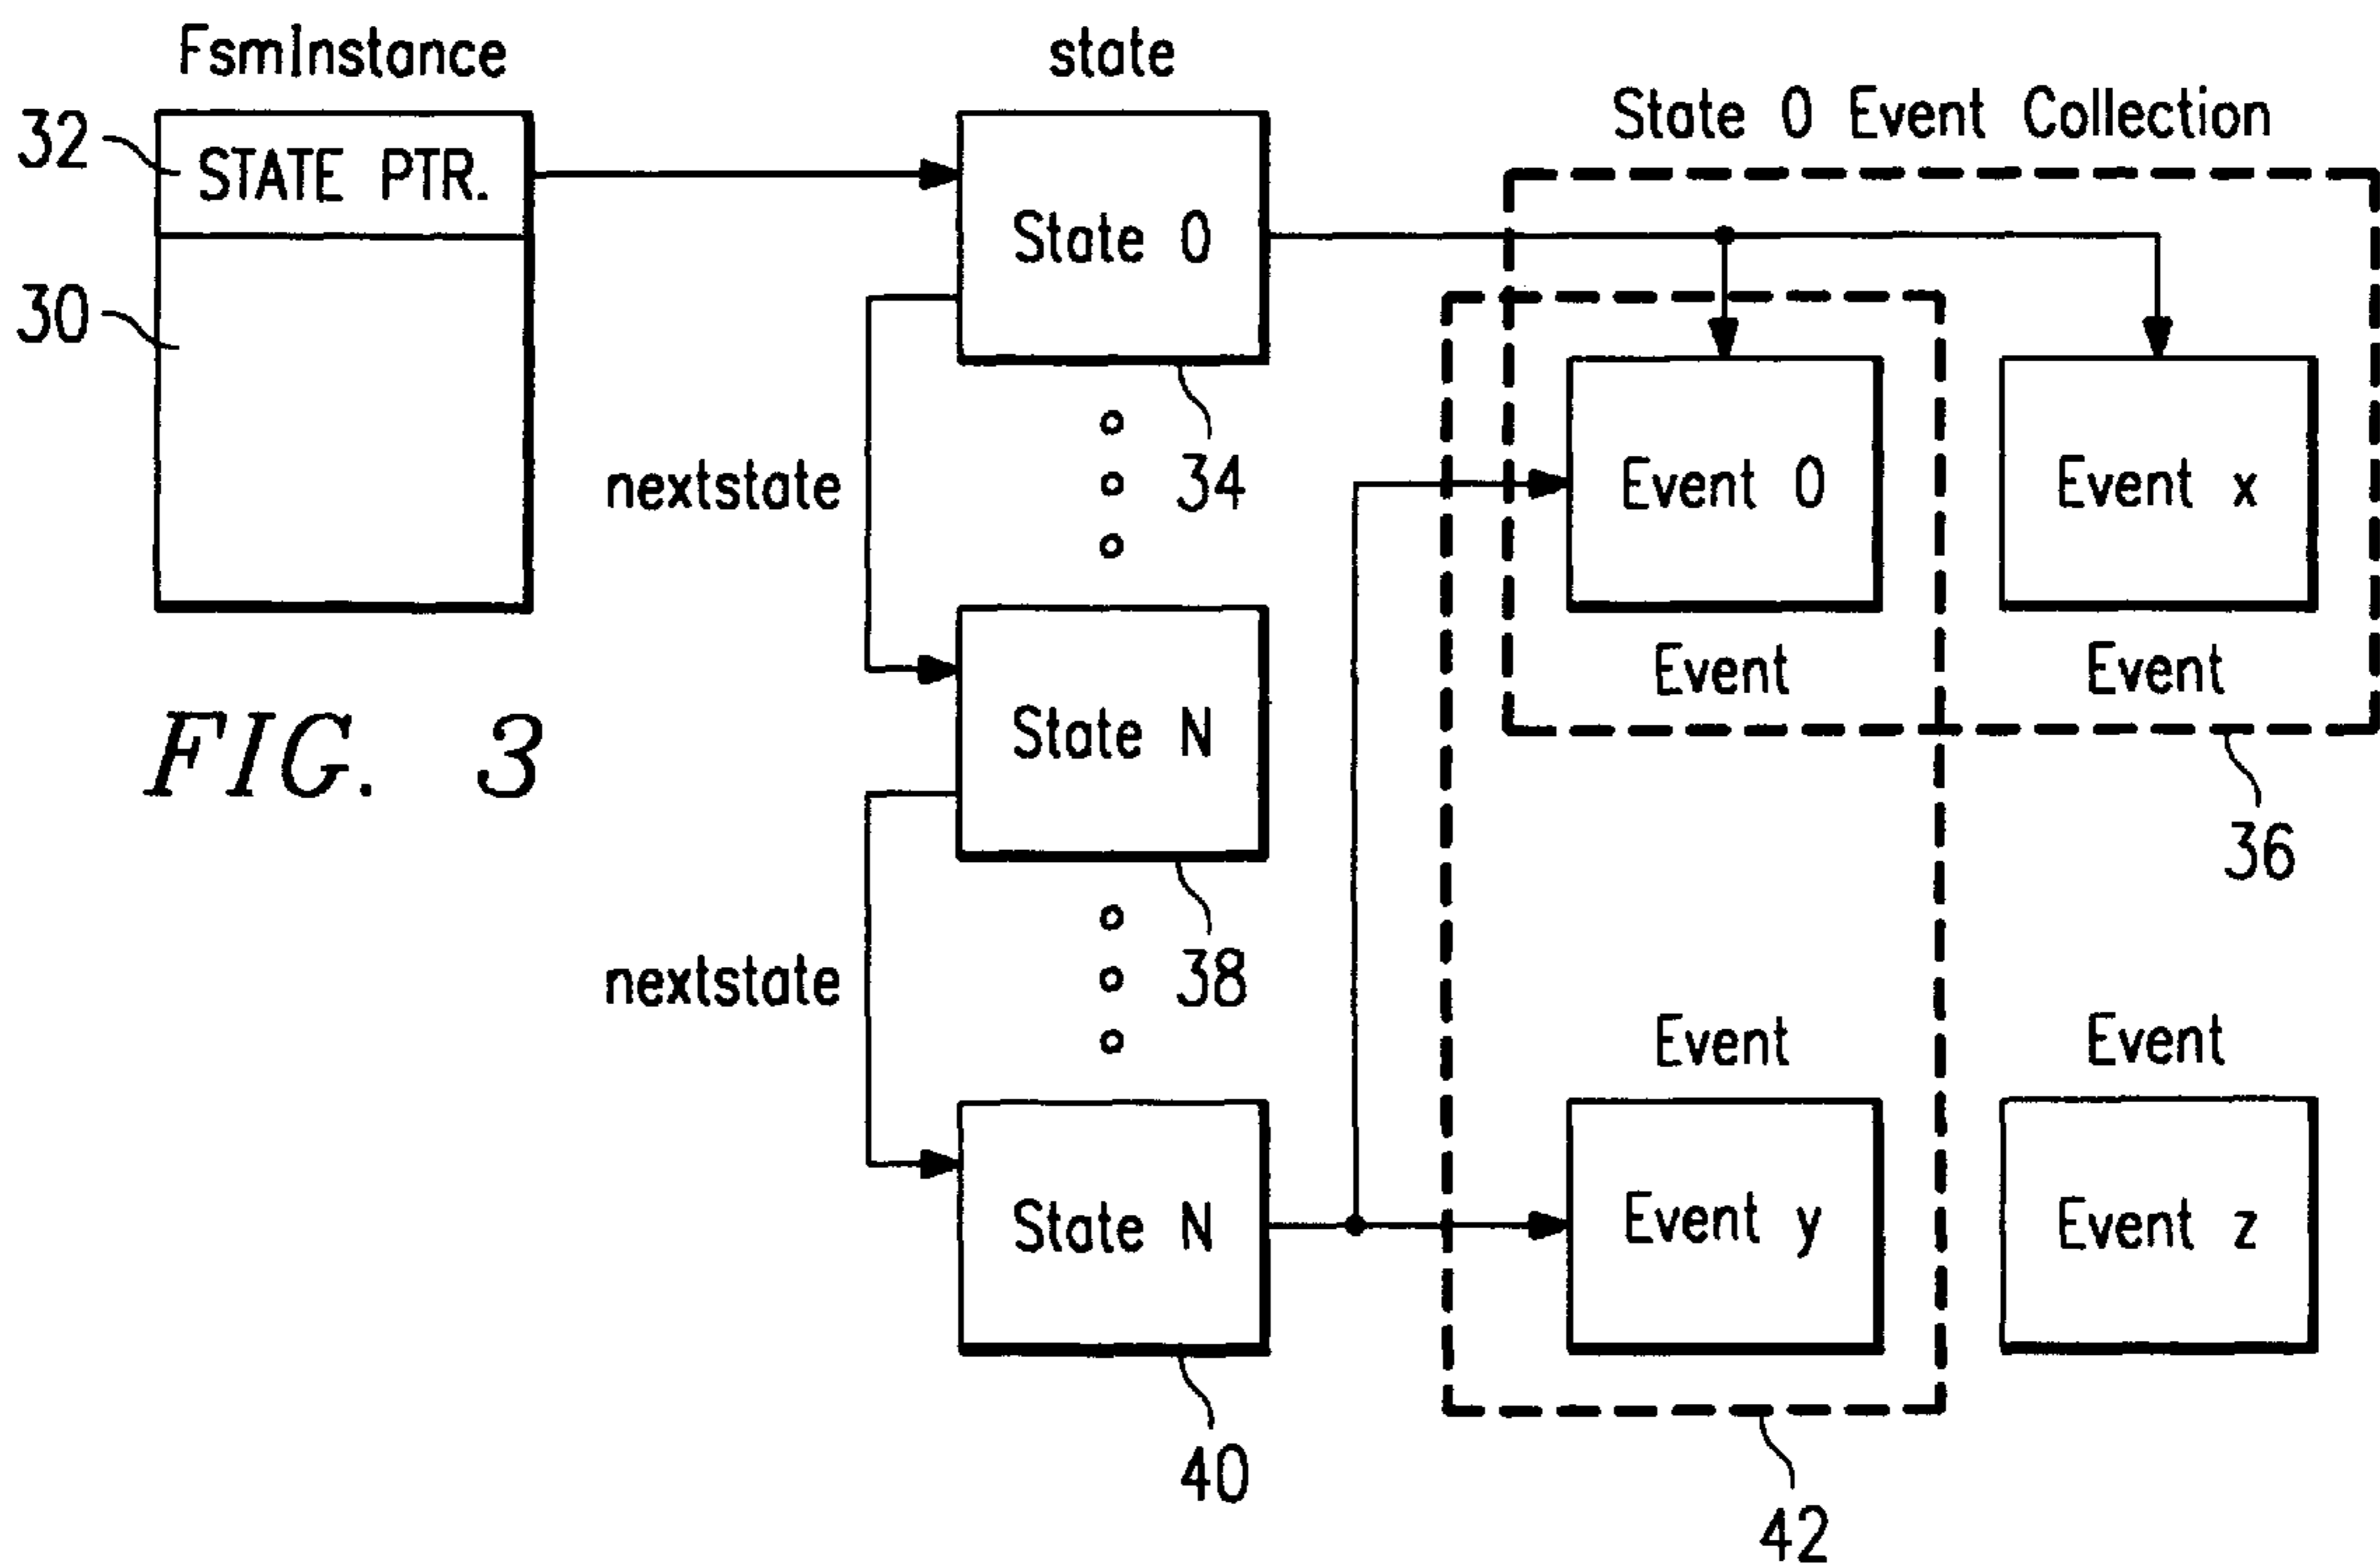 FsmInstance
state
State 0 Event Collection
32
STATE PTR.
State 0
30
nextstate
34
Event 0
Event x
Event
Event
State N
FIG. 3
36
nextstate
38
Event
Event
State N
Event y
Event z
40
42